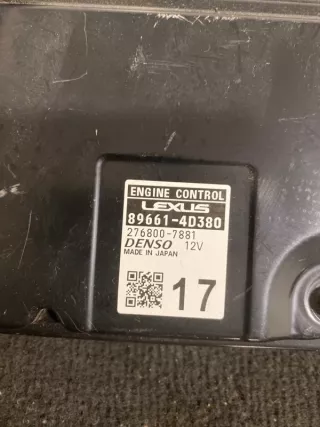 ENGINE CONTROL
LEXUS
89661-4D380
276800-7881
DENSO 12V
MADE IN JAPAN
17